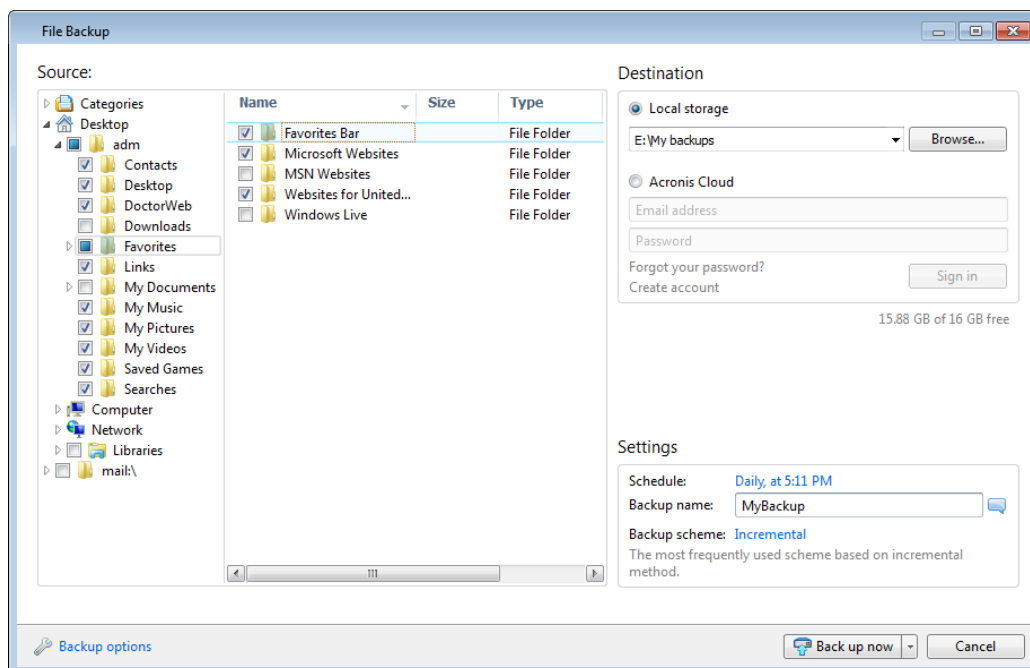 File Backup
Source:
Categories
Desktop
adm
Contacts
Desktop
DoctorWeb
Downloads
Favorites
Links
My Documents
My Music
My Pictures
My Videos
Saved Games
Searches
Computer
Network
Libraries
mail:\
Name Size Type
Favorites Bar File Folder
Microsoft Websites File Folder
MSN Websites File Folder
Websites for United... File Folder
Windows Live File Folder
Destination
Local storage
E:\My backups Browse...
Acronis Cloud
Email address
Password
Forgot your password?
Create account
Sign in
15.88 GB of 16 GB free
Settings
Schedule: Daily, at 5:11 PM
Backup name: MyBackup
Backup scheme: Incremental
The most frequently used scheme based on incremental
method.
Backup options
Back up now
Cancel